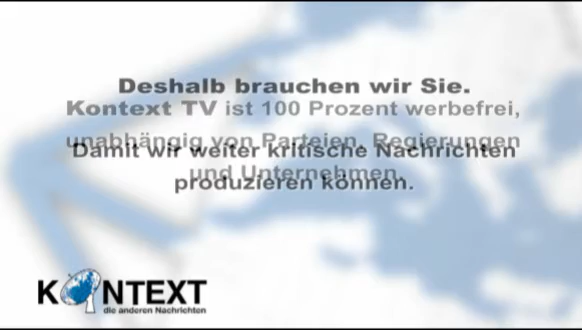 Deshalb brauchen wir Sie.
Kontext TV ist 100 Prozent werbefrei,
unabhängig von Parteien, Regierungen
Damit wir weiter kritische Nachrichten
und Unternehmen.
produzieren können.
KONTEXT
die anderen Nachrichten